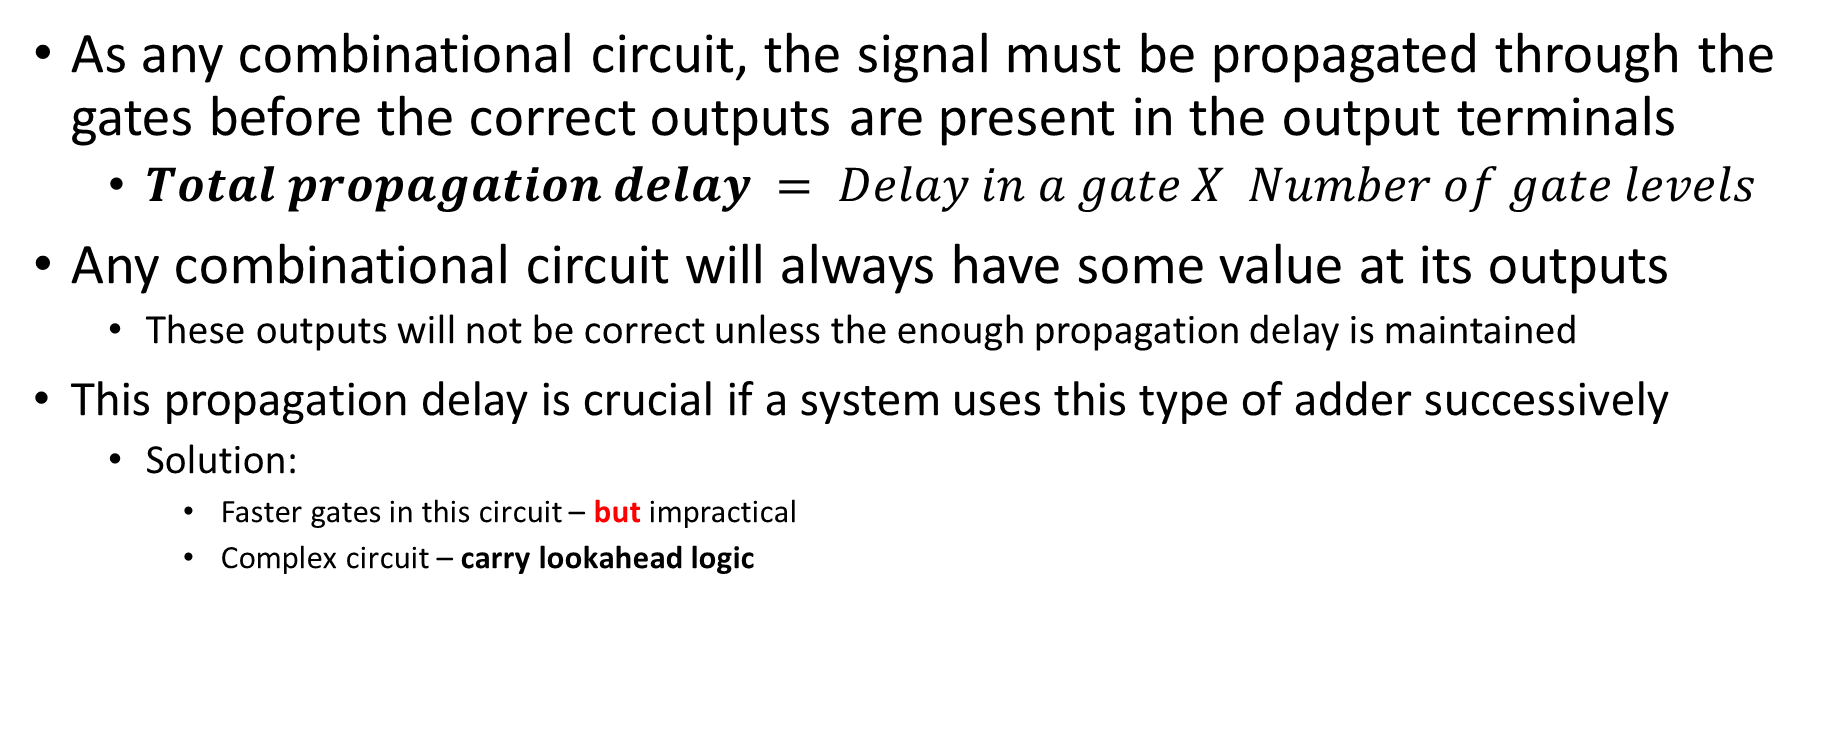 • As any combinational circuit, the signal must be propagated through the
gates before the correct outputs are present in the output terminals
• Total propagation delay = Delay in a gate X Number of gate levels
• Any combinational circuit will always have some value at its outputs
• These outputs will not be correct unless the enough propagation delay is maintained
• This propagation delay is crucial if a system uses this type of adder successively
• Solution:
• Faster gates in this circuit – but impractical
• Complex circuit – carry lookahead logic